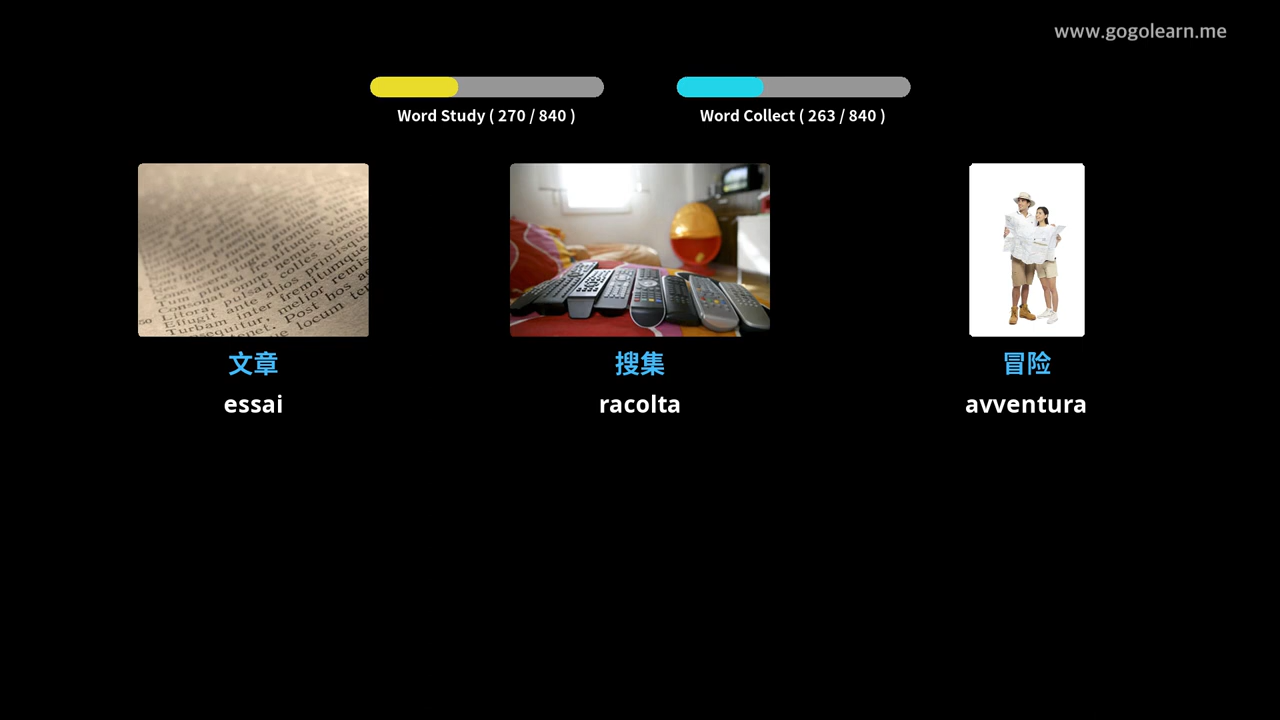 www.gogolearn.me
Word Study ( 270 / 840 )
Word Collect ( 263 / 840 )
文章
搜集
冒险
essai
racolta
avventura